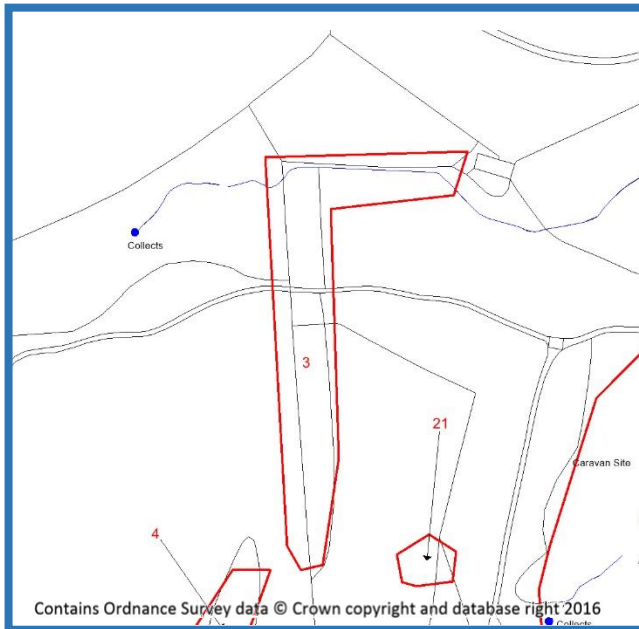 Collects
3
21
Caravan Site
4
Contains Ordnance Survey data © Crown copyright and database right 2016
Collects